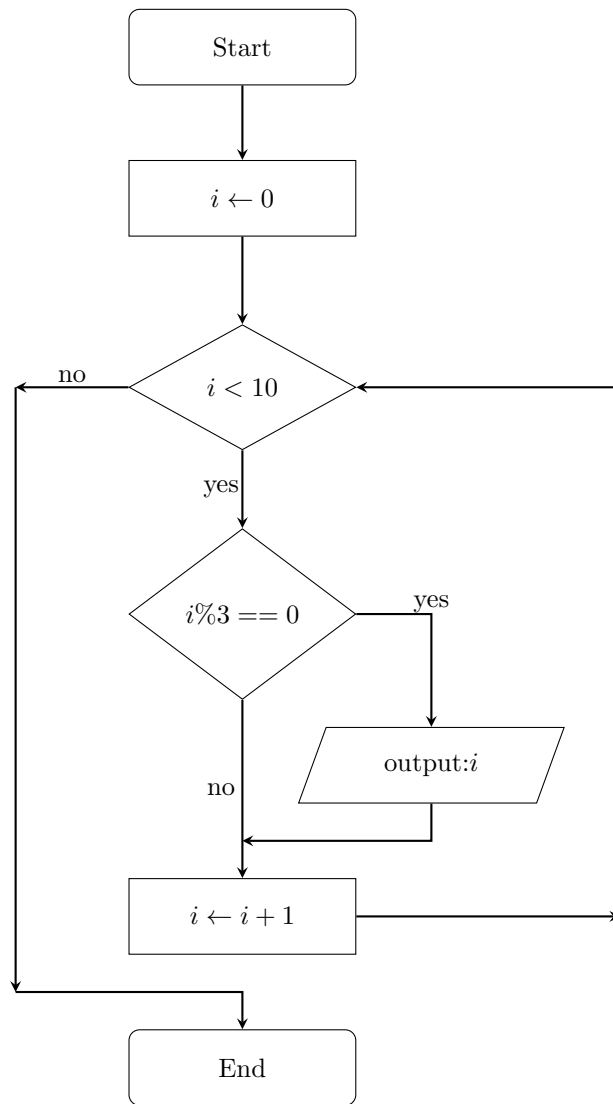 Start
i ← 0
i < 10
no
yes
i%3 == 0
yes
output:i
no
i ← i + 1
End